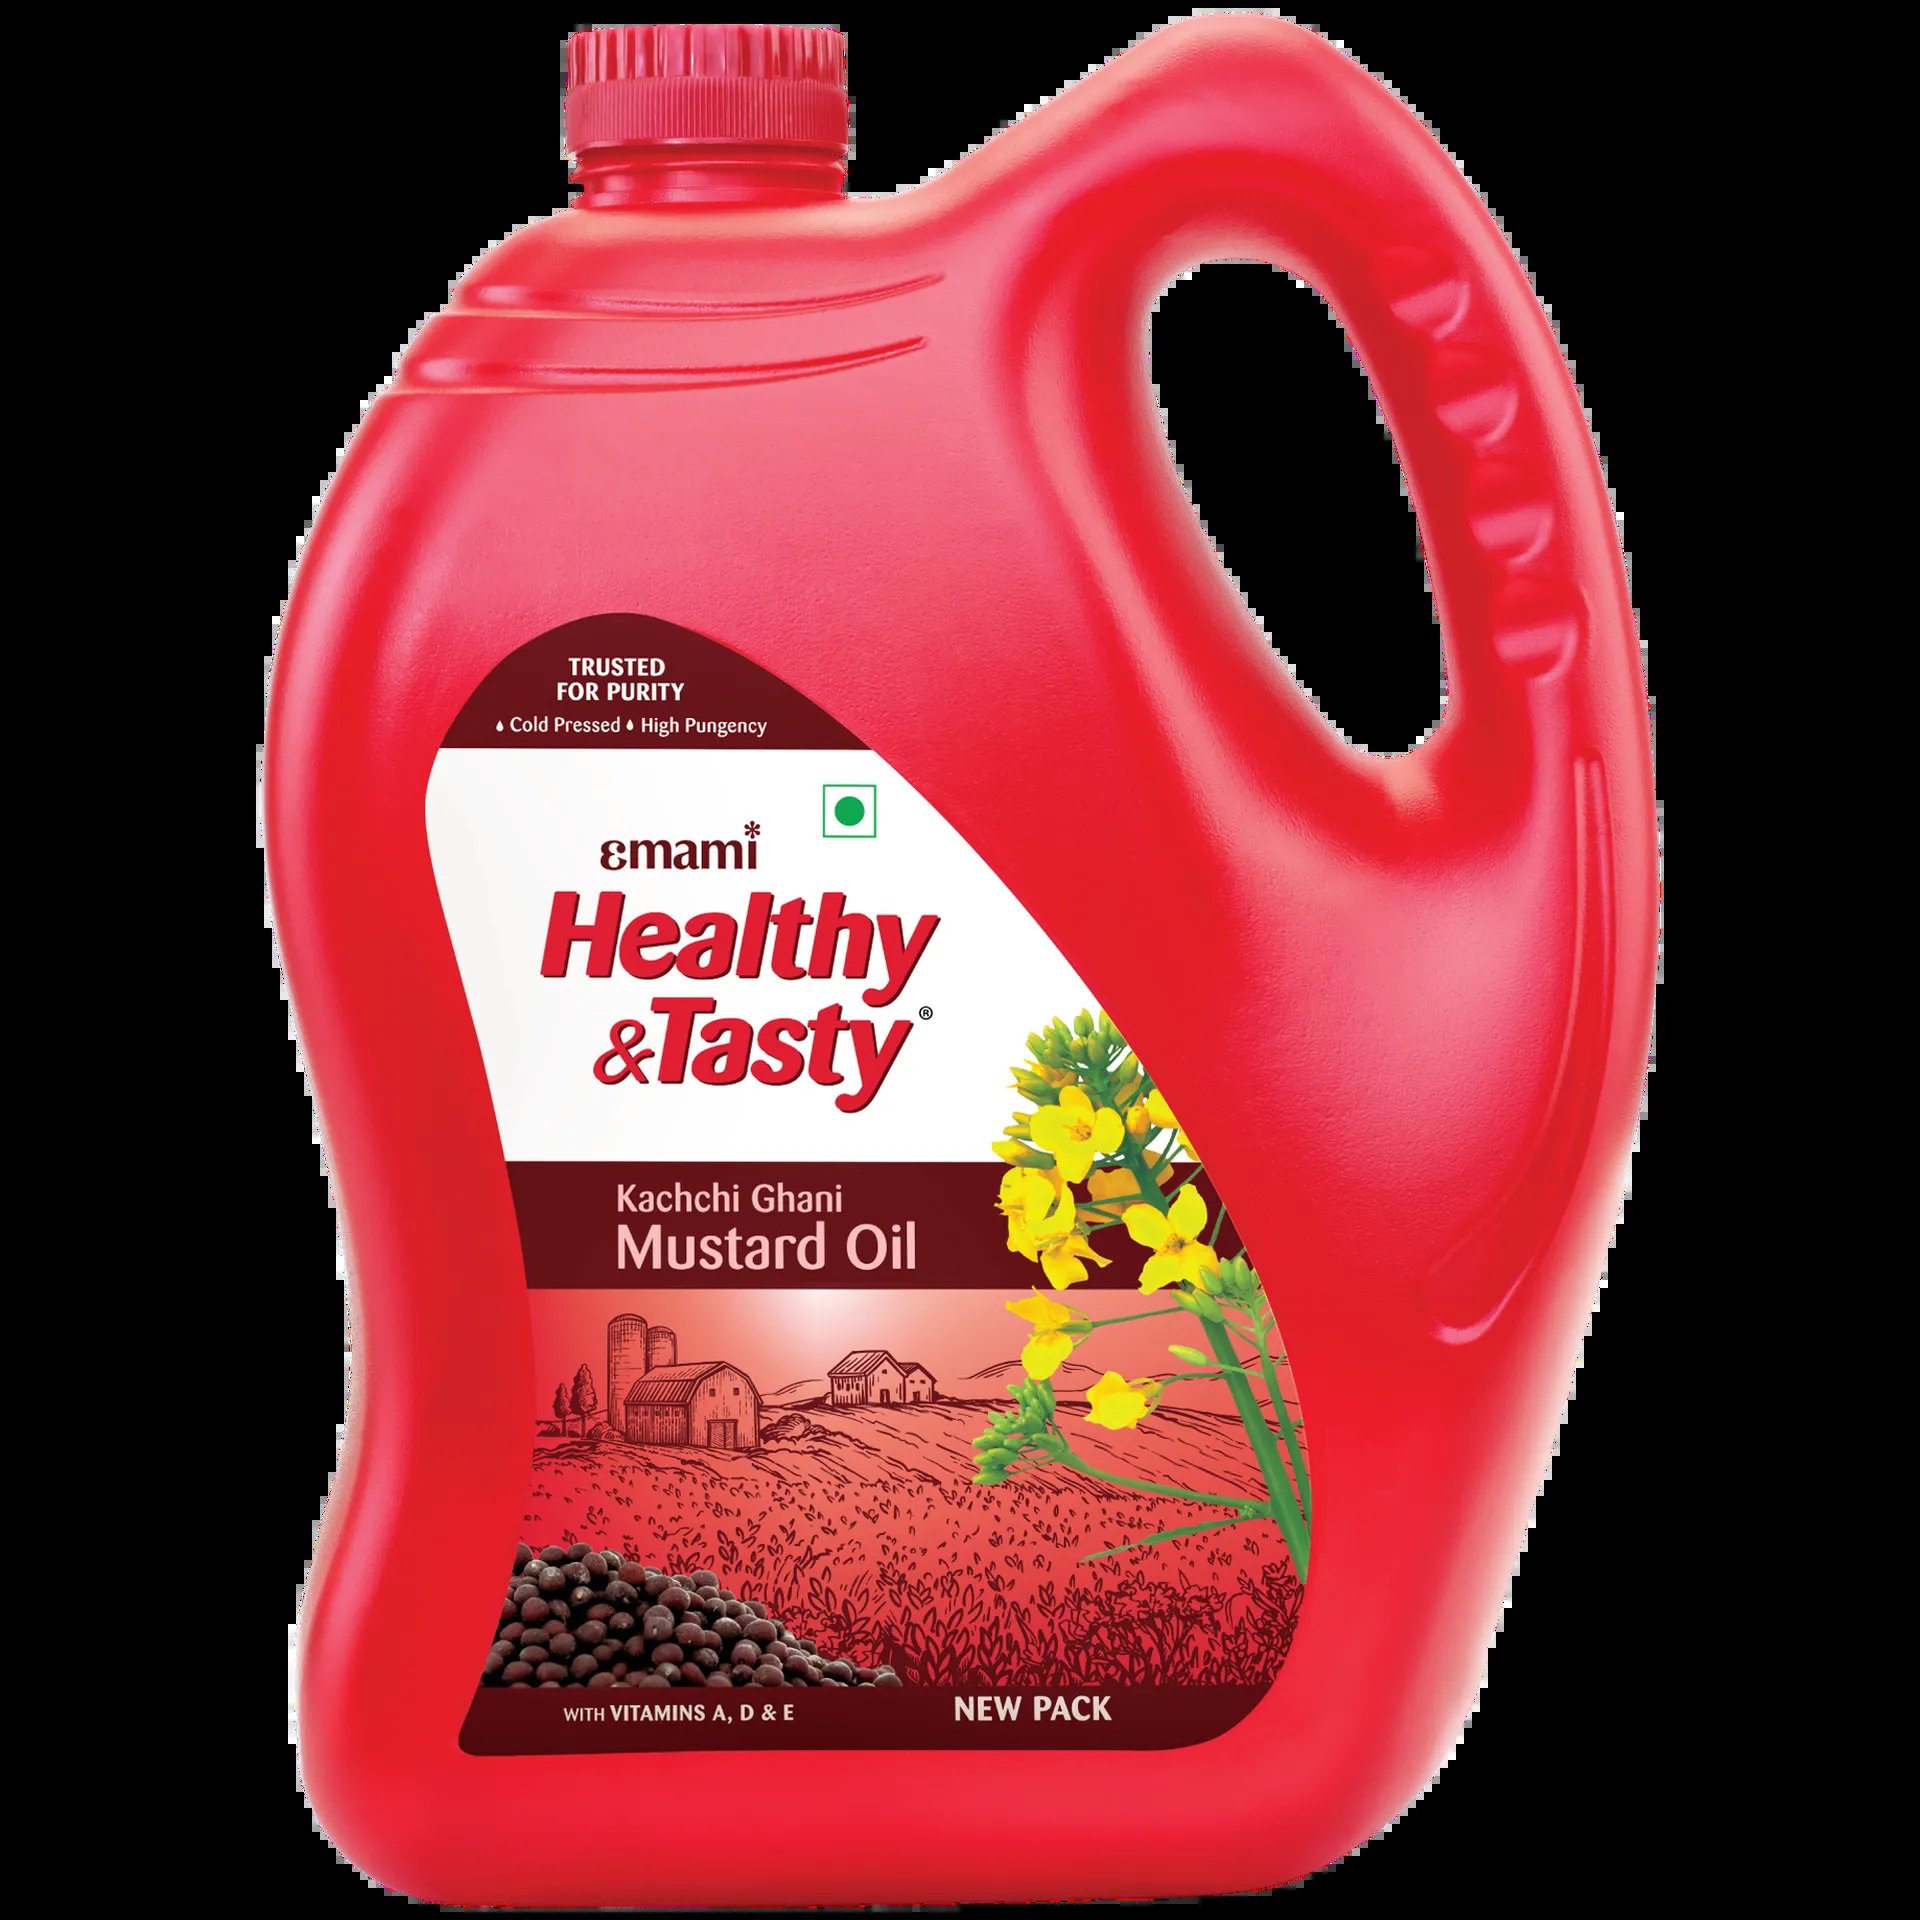 TRUSTED
FOR PURITY
Cold Pressed • High Pungency
emami*
Healthy
&Tasty®
Kachchi Ghani
Mustard Oil
WITH VITAMINS A, D & E
NEW PACK